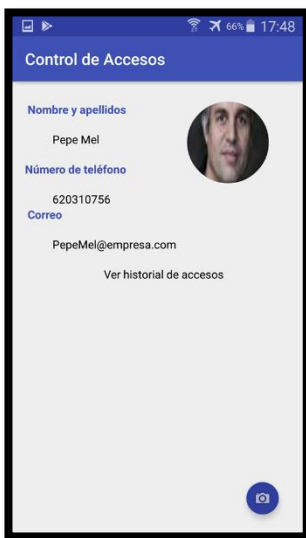 66% 17:48
Control de Accesos
Nombre y apellidos
Pepe Mel
Número de teléfono
620310756
Correo
PepeMel@empresa.com
Ver historial de accesos